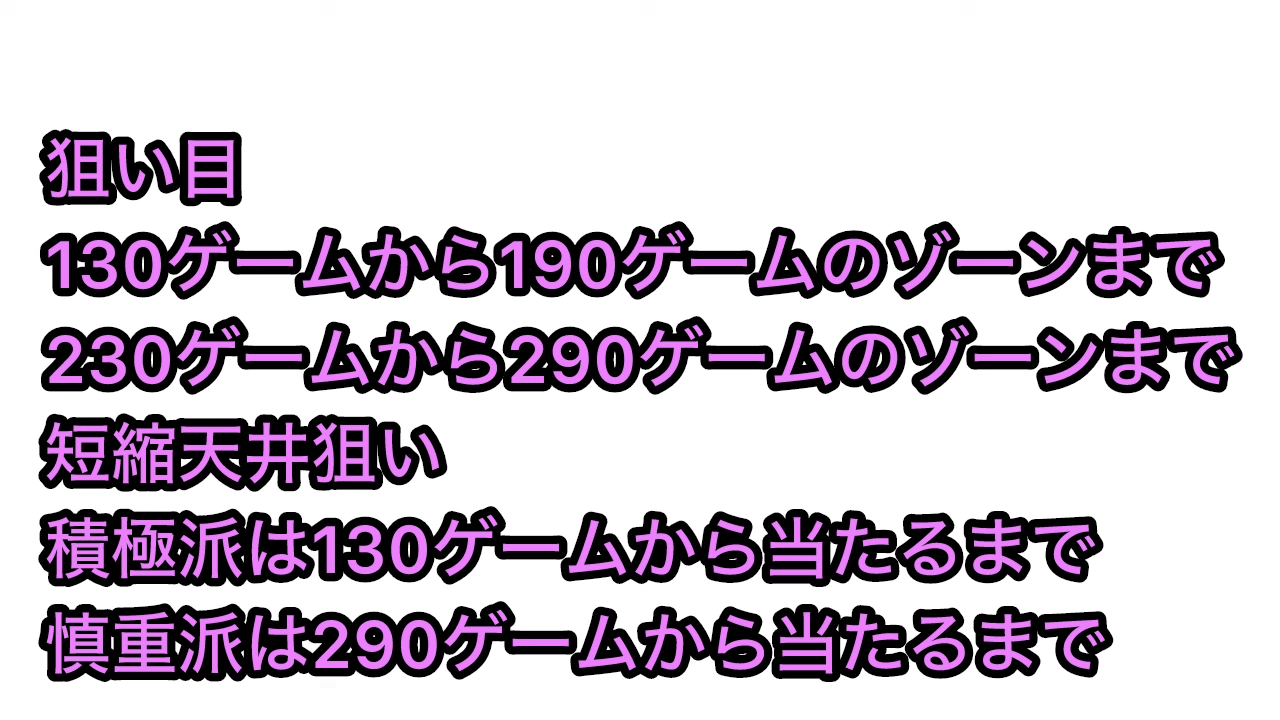 狙い目
130ゲームから190ゲームのゾーンまで
230ゲームから290ゲームのゾーンまで
短縮天井狙い
積極派は130ゲームから当たるまで
慎重派は290ゲームから当たるまで